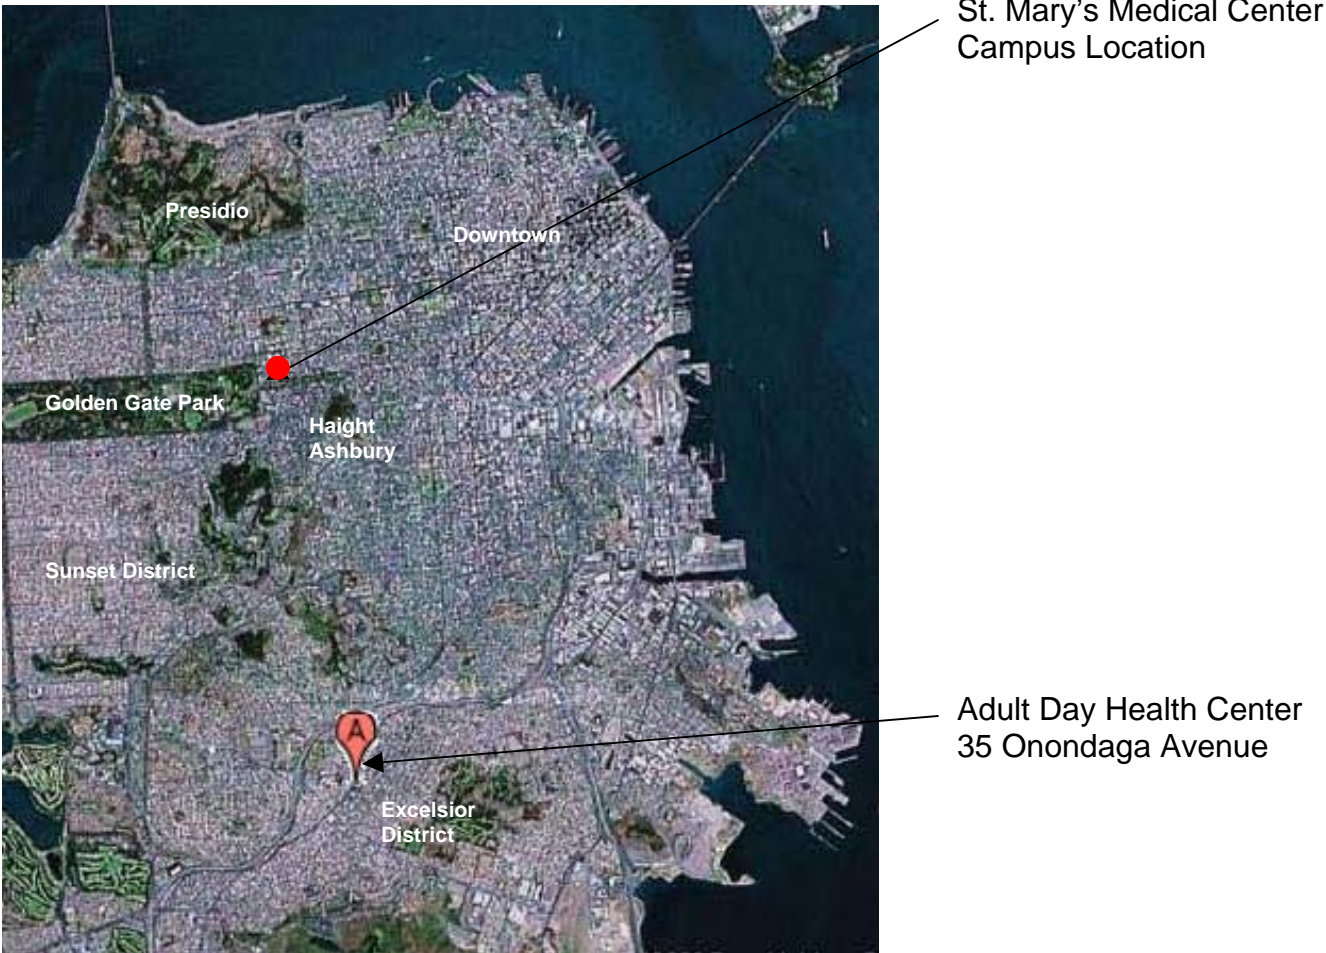 St. Mary's Medical Center
Campus Location
Presidio
Downtown
Golden Gate Park
Haight
Ashbury
Sunset District
A
Adult Day Health Center
35 Onondaga Avenue
Excelsior
District